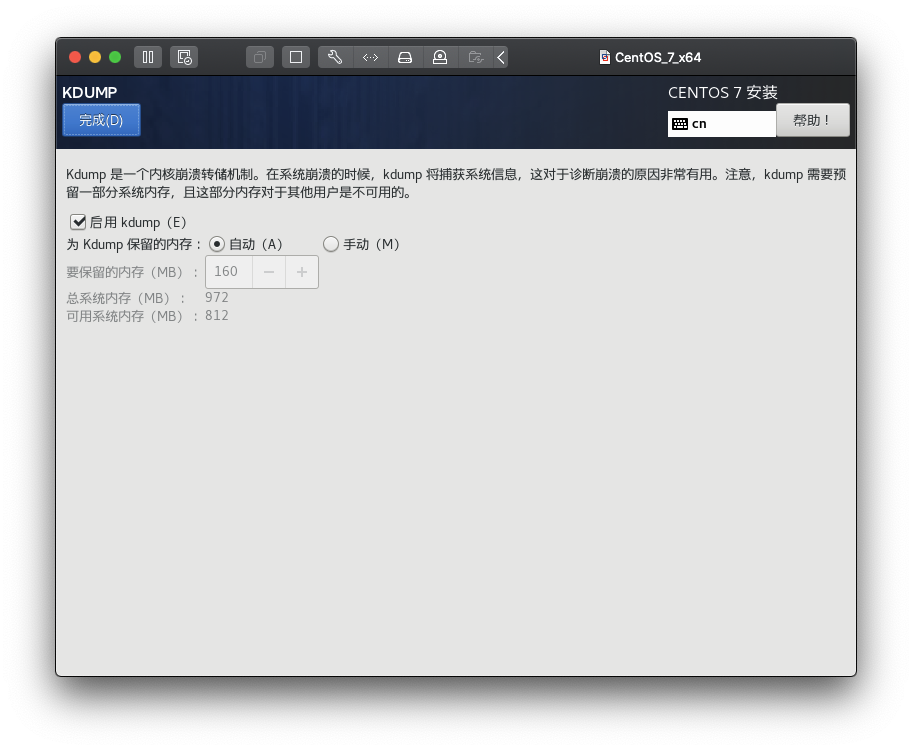 CentOS_7_x64
KDUMP
CENTOS 7 安装
完成(D)
cn
帮助！
Kdump 是一个内核崩溃转储机制。在系统崩溃的时候，kdump 将捕获系统信息，这对于诊断崩溃的原因非常有用。注意，kdump 需要预
留一部分系统内存，且这部分内存对于其他用户是不可用的。
启用 kdump（E）
为 Kdump 保留的内存： 自动（A） 手动（M）
要保留的内存（MB）： 160 − +
总系统内存（MB）： 972
可用系统内存（MB）： 812